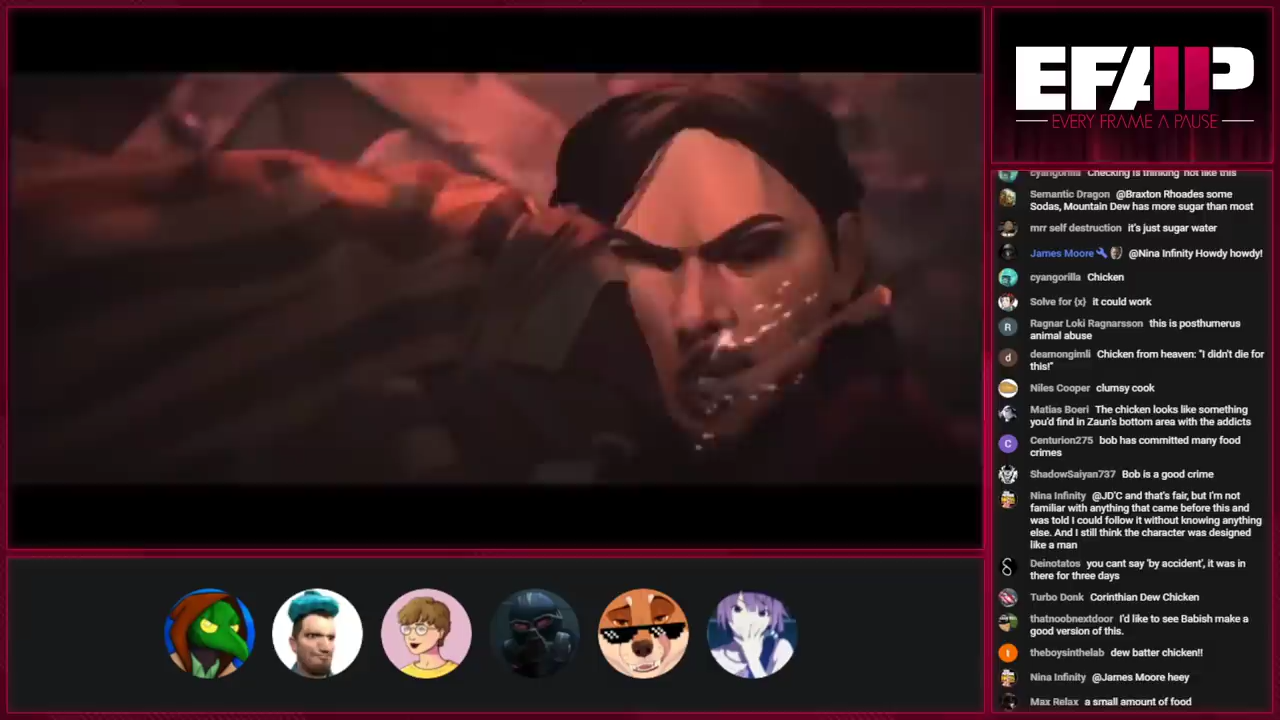 EFAP
EVERY FRAME A PAUSE
cyangorilla Checking is thinking not like this
Semantic Dragon @Braxton Rhoades some
Sodas, Mountain Dew has more sugar than most
mrr self destruction it's just sugar water
James Moore @Nina Infinity Howdy howdy!
cyangorilla Chicken
Solve for {x} it could work
R
Ragnar Loki Ragnarsson this is posthumerus
animal abuse
d
deamongimli Chicken from heaven: "I didn't die for
this!"
Niles Cooper clumsy cook
Matias Boeri The chicken looks like something
you'd find in Zaun's bottom area with the addicts
C
Centurion275 bob has committed many food
crimes
ShadowSaiyan737 Bob is a good crime
Nina Infinity @JD'C and that's fair, but I'm not
familiar with anything that came before this and
was told I could follow it without knowing anything
else. And I still think the character was designed
like a man
Deinotatos you cant say 'by accident', it was in
there for three days
Turbo Donk Corinthian Dew Chicken
thatnoobnextdoor I'd like to see Babish make a
good version of this.
t
theboysinthelab dew batter chicken!!
Nina Infinity @James Moore heey
Max Relax a small amount of food